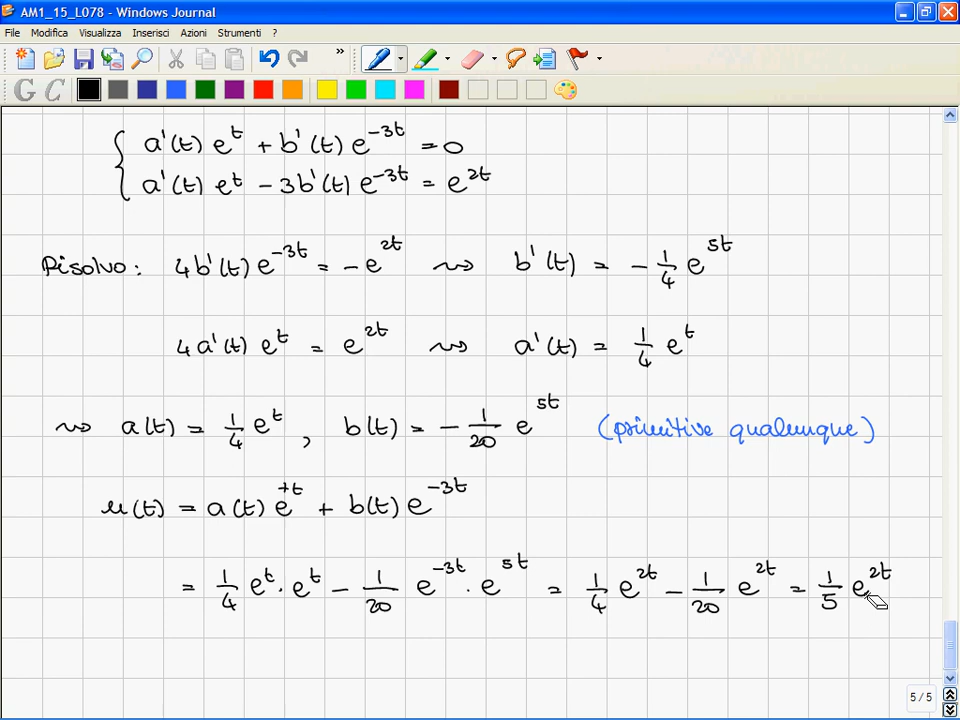 AM1_15_L078 - Windows Journal
File Modifica Visualizza Inserisci Azioni Strumenti ?
»
G C
{ a'(t) e^t + b'(t) e^{-3t} = 0
a'(t) e^t - 3b'(t) e^{-3t} = e^{2t}
Risolvo: 4b'(t) e^{-3t} = -e^{2t} ⇝ b'(t) = - 1/4 e^{5t}
4a'(t) e^t = e^{2t} ⇝ a'(t) = 1/4 e^t
⇝ a(t) = 1/4 e^t , b(t) = - 1/20 e^{5t} (primitive qualunque)
u(t) = a(t) e^{+t} + b(t) e^{-3t}
= 1/4 e^t · e^t - 1/20 e^{-3t} · e^{5t} = 1/4 e^{2t} - 1/20 e^{2t} = 1/5 e^{2t}
5 / 5